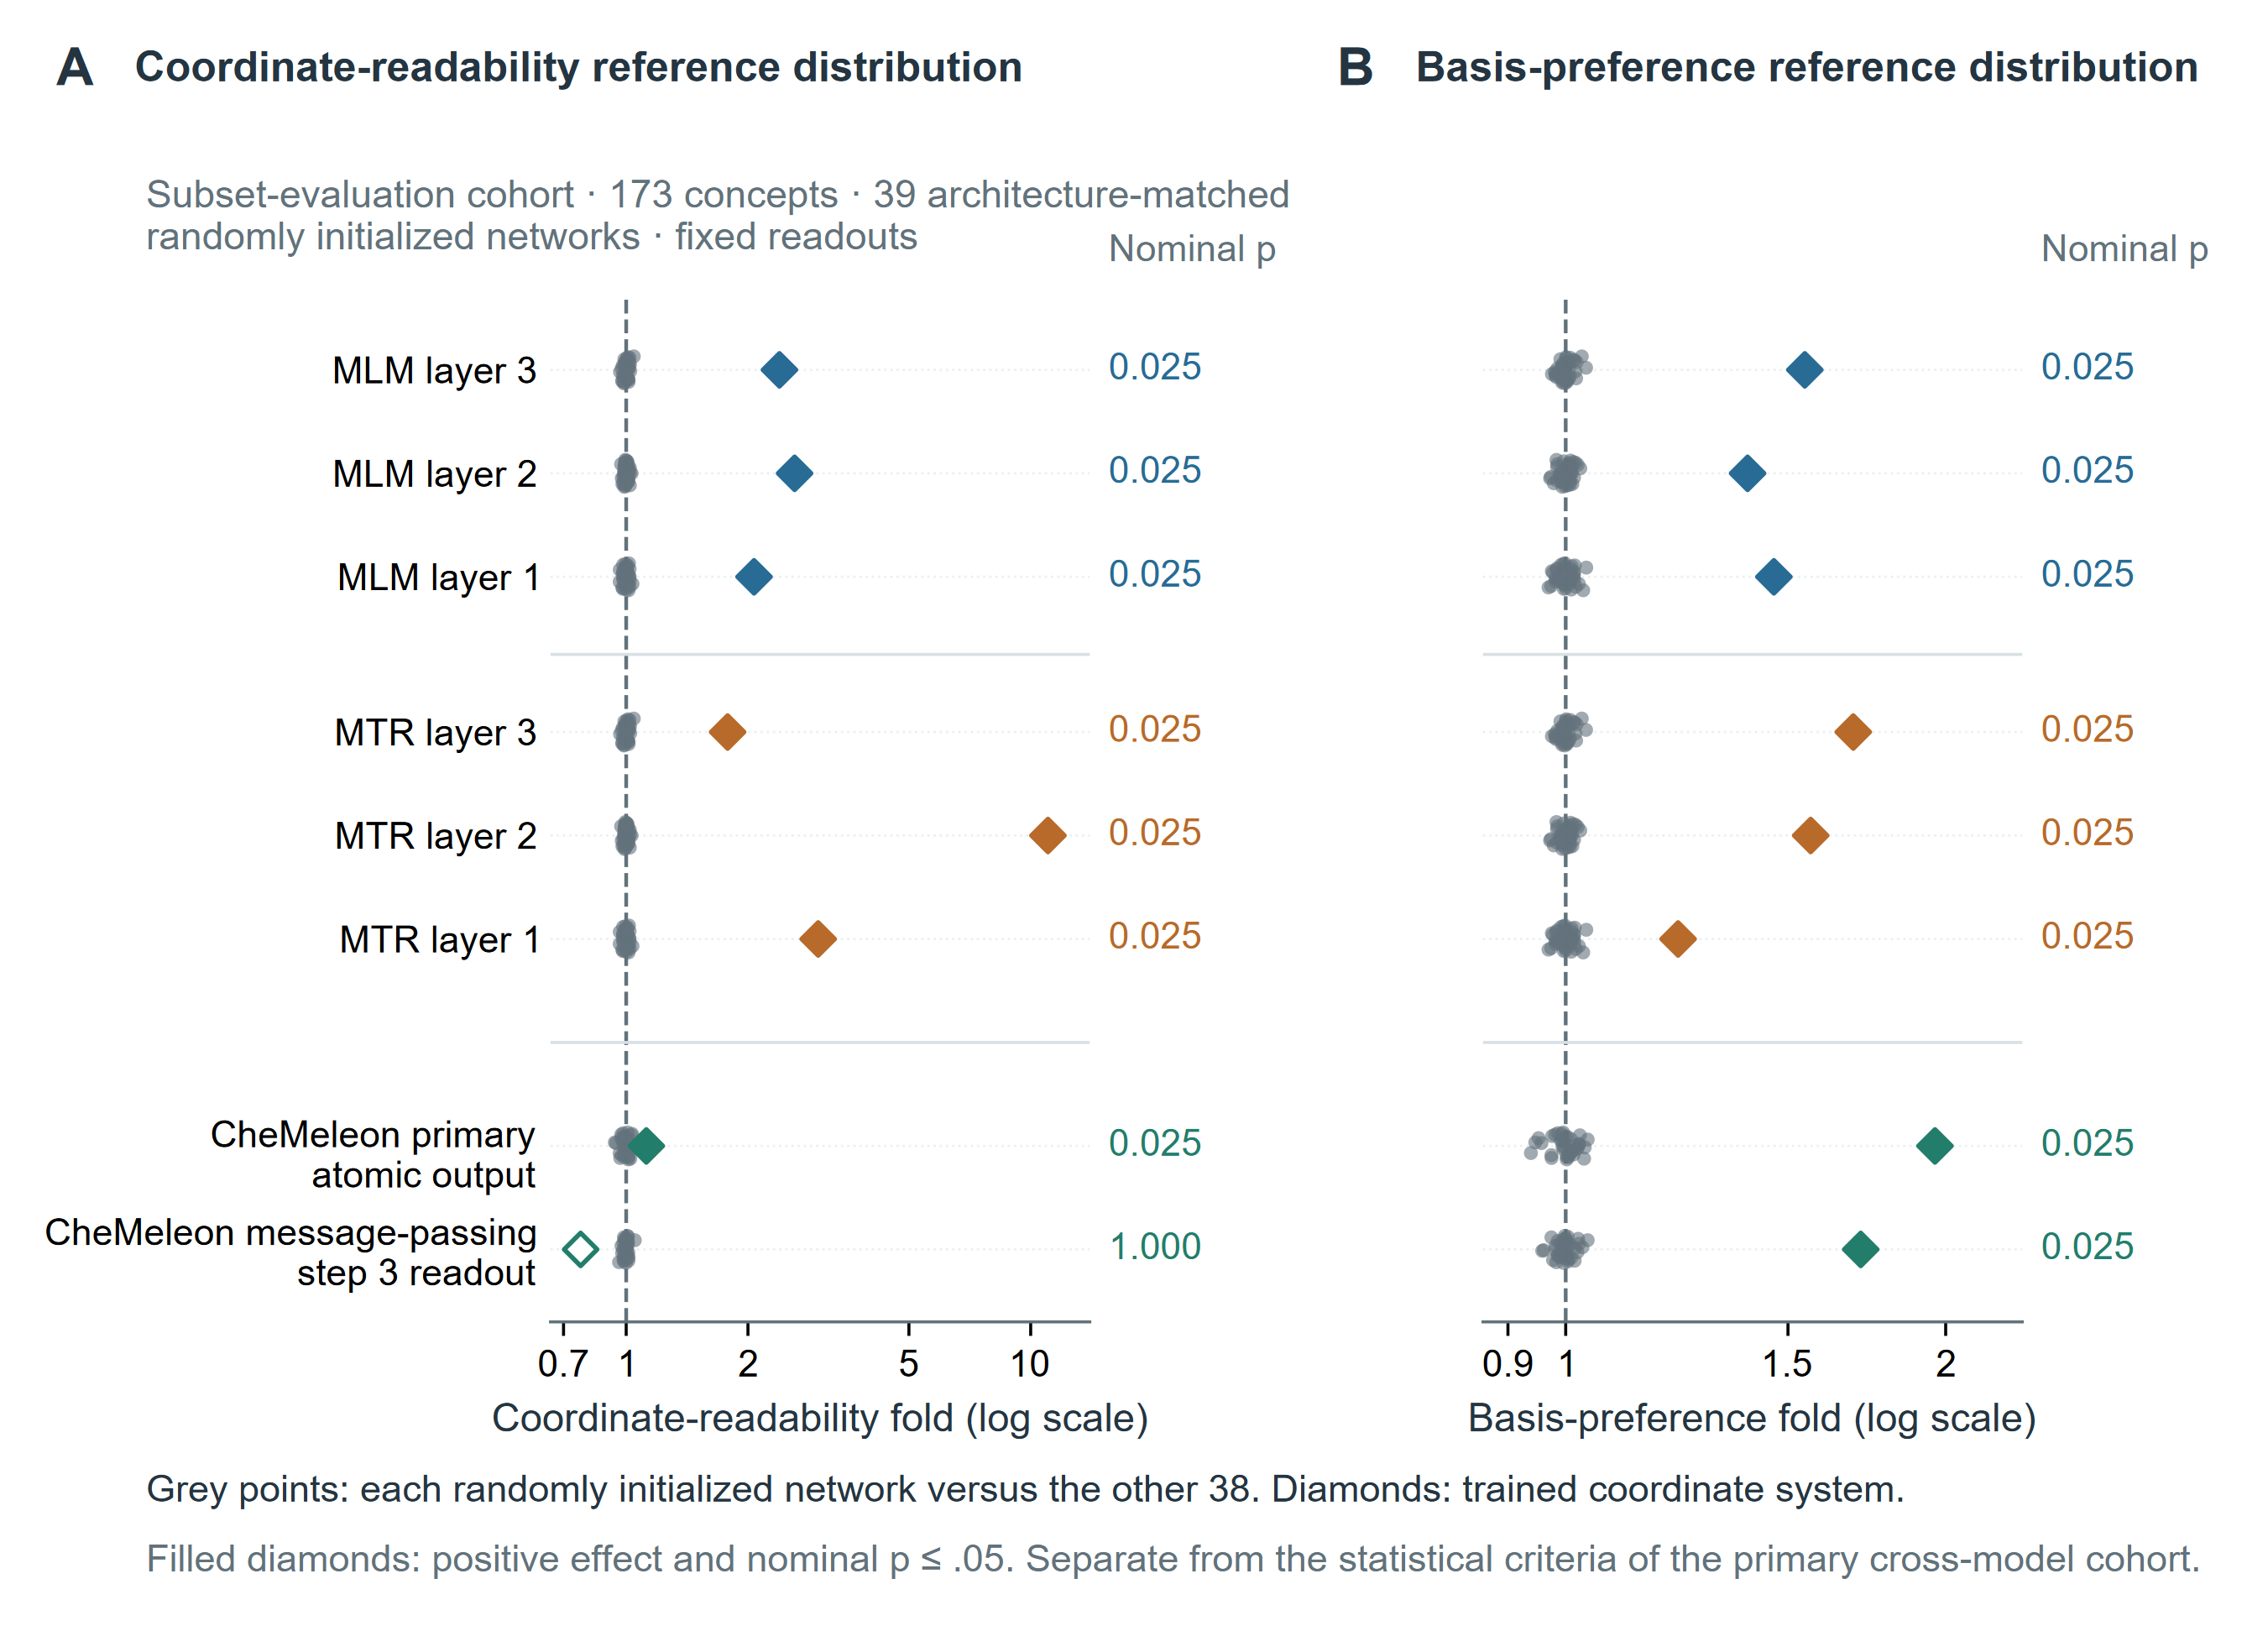 A Coordinate-readability reference distribution
B Basis-preference reference distribution
Subset-evaluation cohort · 173 concepts · 39 architecture-matched
randomly initialized networks · fixed readouts
Nominal p
Nominal p
MLM layer 3
0.025
0.025
MLM layer 2
0.025
0.025
MLM layer 1
0.025
0.025
MTR layer 3
0.025
0.025
MTR layer 2
0.025
0.025
MTR layer 1
0.025
0.025
CheMeleon primary
atomic output
0.025
0.025
CheMeleon message-passing
step 3 readout
1.000
0.025
0.7 1 2 5 10
0.9 1 1.5 2
Coordinate-readability fold (log scale)
Basis-preference fold (log scale)
Grey points: each randomly initialized network versus the other 38. Diamonds: trained coordinate system.
Filled diamonds: positive effect and nominal p ≤ .05. Separate from the statistical criteria of the primary cross-model cohort.